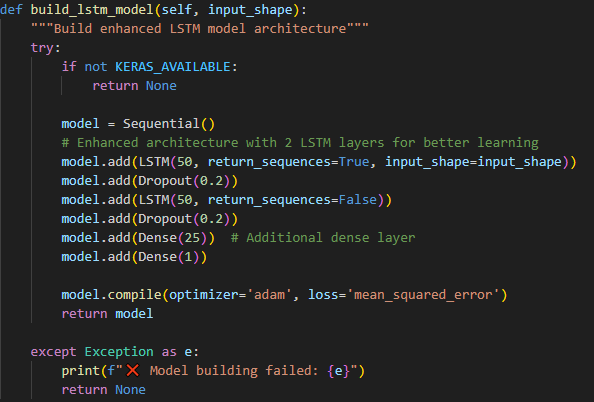 def build_lstm_model(self, input_shape):
    """Build enhanced LSTM model architecture"""
    try:
        if not KERAS_AVAILABLE:
            return None

        model = Sequential()
        # Enhanced architecture with 2 LSTM layers for better learning
        model.add(LSTM(50, return_sequences=True, input_shape=input_shape))
        model.add(Dropout(0.2))
        model.add(LSTM(50, return_sequences=False))
        model.add(Dropout(0.2))
        model.add(Dense(25))  # Additional dense layer
        model.add(Dense(1))

        model.compile(optimizer='adam', loss='mean_squared_error')
        return model

    except Exception as e:
        print(f"❌ Model building failed: {e}")
        return None